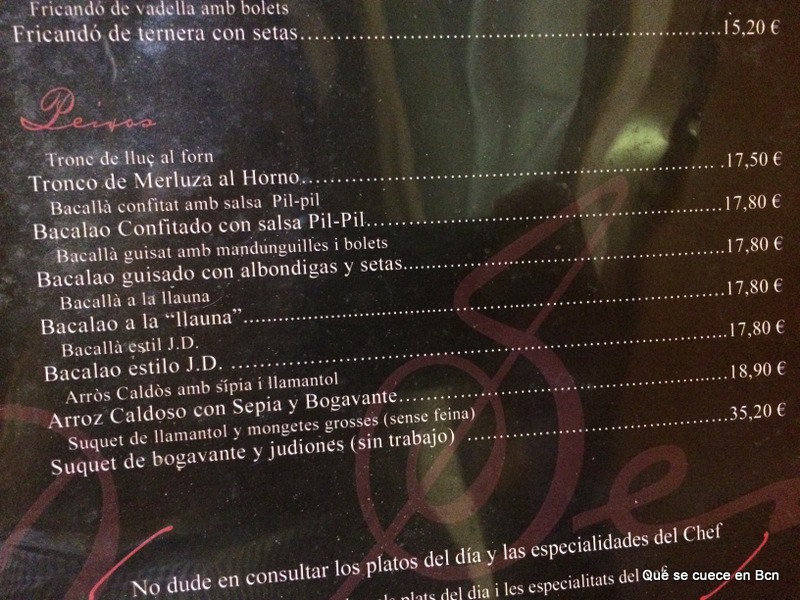 Fricandó de vadella amb bolets
Fricandó de ternera con setas.......15,20 €
Peixos
Tronc de lluç al forn
Tronco de Merluza al Horno.......17,50 €
Bacallà confitat amb salsa Pil-pil
Bacalao Confitado con salsa Pil-Pil.......17,80 €
Bacallà guisat amb mandunguilles i bolets
Bacalao guisado con albondigas y setas.......17,80 €
Bacallà a la llauna
Bacalao a la “llauna”.......17,80 €
Bacallà estil J.D.
Bacalao estilo J.D. .......17,80 €
Arròs Caldòs amb sípia i llamantol
Arroz Caldoso con Sepia y Bogavante.......18,90 €
Suquet de llamantol y mongetes grosses (sense feina)
Suquet de bogavante y judiones (sin trabajo) .......35,20 €
No dude en consultar los platos del día y las especialidades del Chef
plats del dia i les especialitats del
Qué se cuece en Bcn